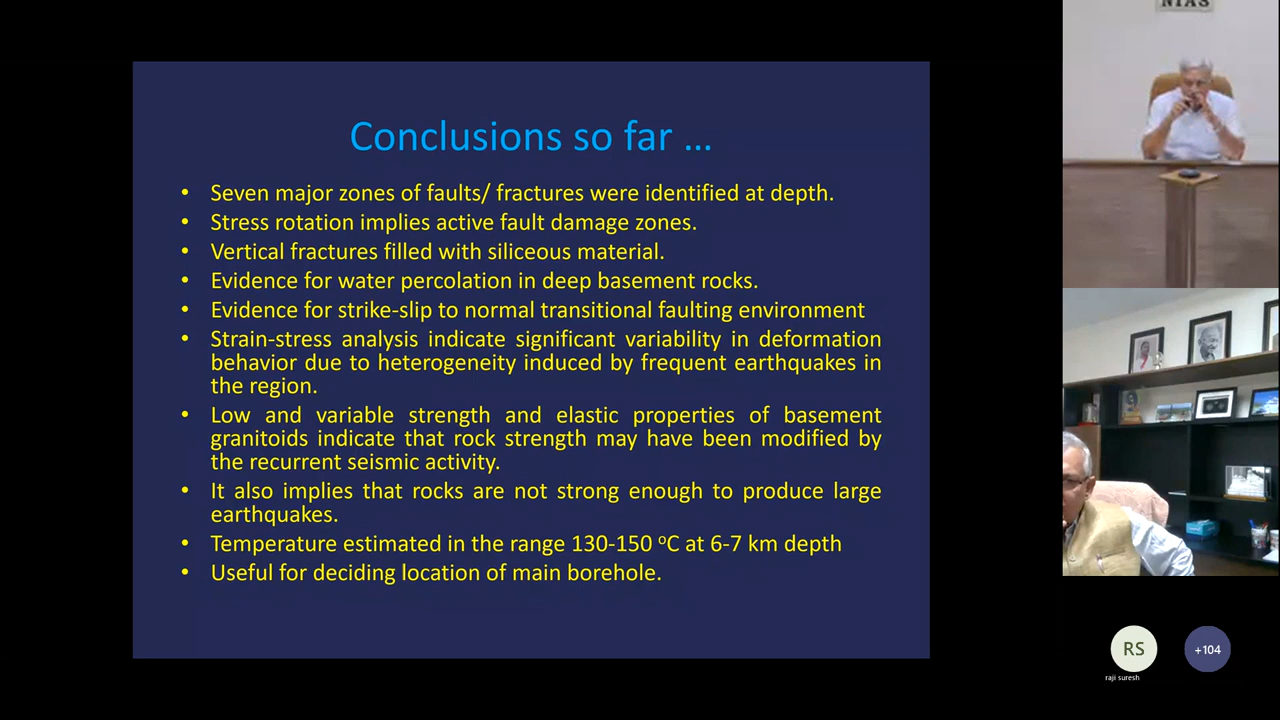 NIAS
Conclusions so far ...
• Seven major zones of faults/ fractures were identified at depth.
• Stress rotation implies active fault damage zones.
• Vertical fractures filled with siliceous material.
• Evidence for water percolation in deep basement rocks.
• Evidence for strike-slip to normal transitional faulting environment
• Strain-stress analysis indicate significant variability in deformation
behavior due to heterogeneity induced by frequent earthquakes in
the region.
• Low and variable strength and elastic properties of basement
granitoids indicate that rock strength may have been modified by
the recurrent seismic activity.
• It also implies that rocks are not strong enough to produce large
earthquakes.
• Temperature estimated in the range 130-150 ᵒC at 6-7 km depth
• Useful for deciding location of main borehole.
RS
+104
raji suresh